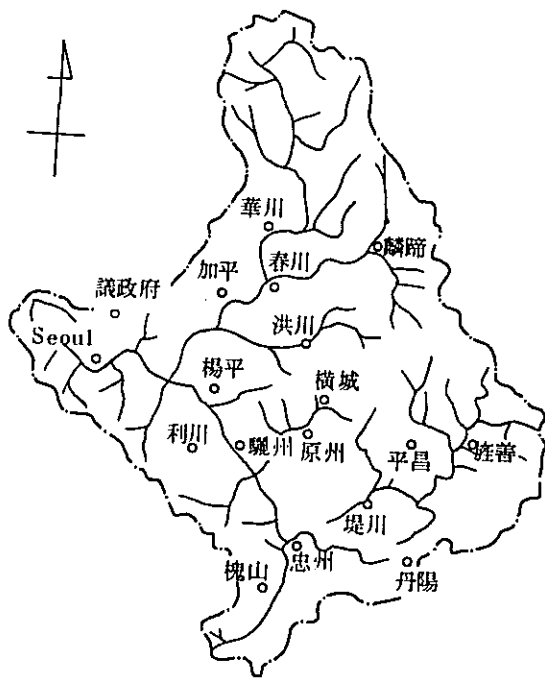 華川
麟蹄
春川
加平
議政府
洪川
Seoul
楊平
橫城
利川
驪州
原州
平昌
旌善
堤川
忠州
槐山
丹陽